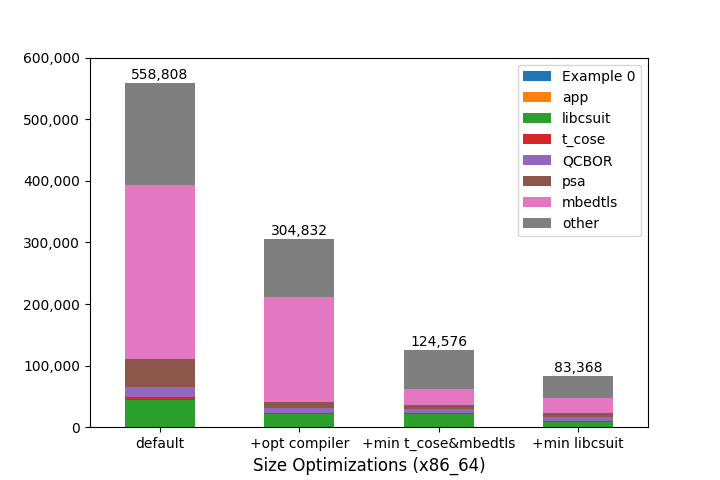 600,000
500,000
400,000
300,000
200,000
100,000
0
558,808
304,832
124,576
83,368
Example 0
app
libcsuit
t_cose
QCBOR
psa
mbedtls
other
default
+opt compiler
+min t_cose&mbedtls
+min libcsuit
Size Optimizations (x86_64)